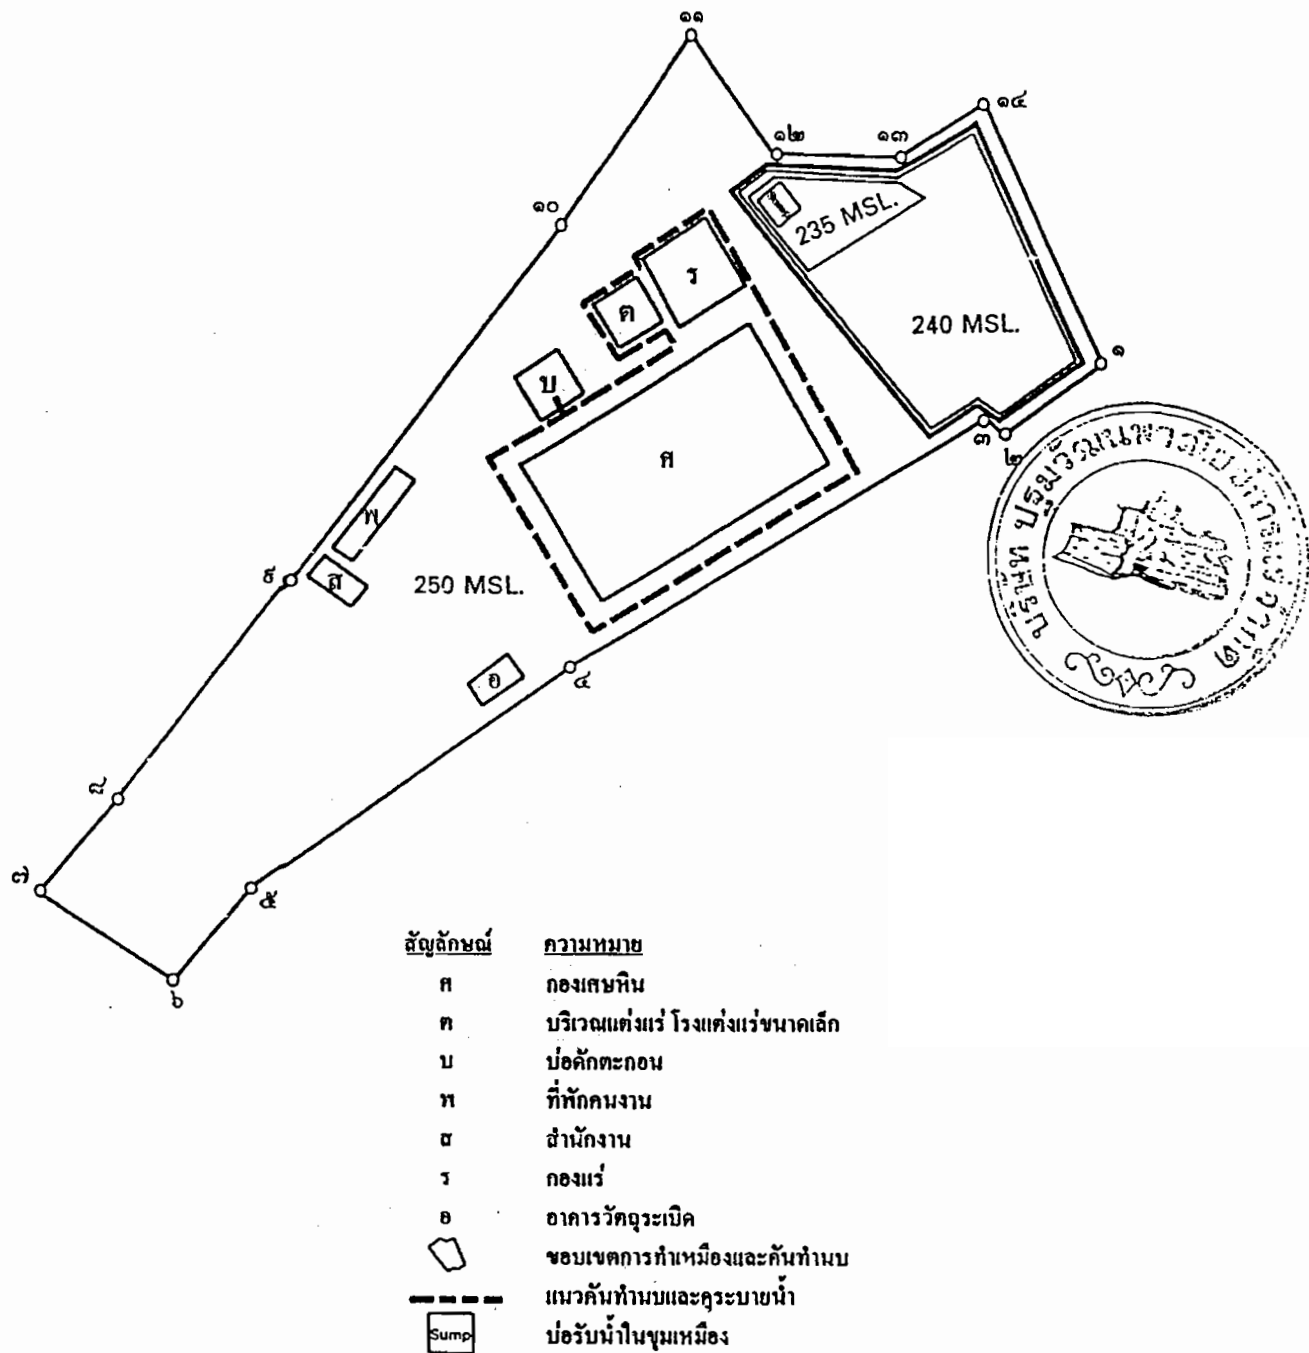 ๑๑
๑๔
๑๒
๑๓
๑๐
235 MSL.
ร
ต
240 MSL.
๑
บ
๓
๒
ศ
พ
๙
ส
250 MSL.
อ
๔
๘
๗
๕
๖
สัญลักษณ์ ความหมาย
ศ กองเศษหิน
ต บริเวณแต่งแร่ โรงแต่งแร่ขนาดเล็ก
บ บ่อดักตะกอน
พ ที่พักคนงาน
ส สำนักงาน
ร กองแร่
อ อาคารวัตถุระเบิด
ขอบเขตการทำเหมืองและคันทำนบ
แนวคันทำนบและคูระบายน้ำ
Sump บ่อรับน้ำในขุมเหมือง